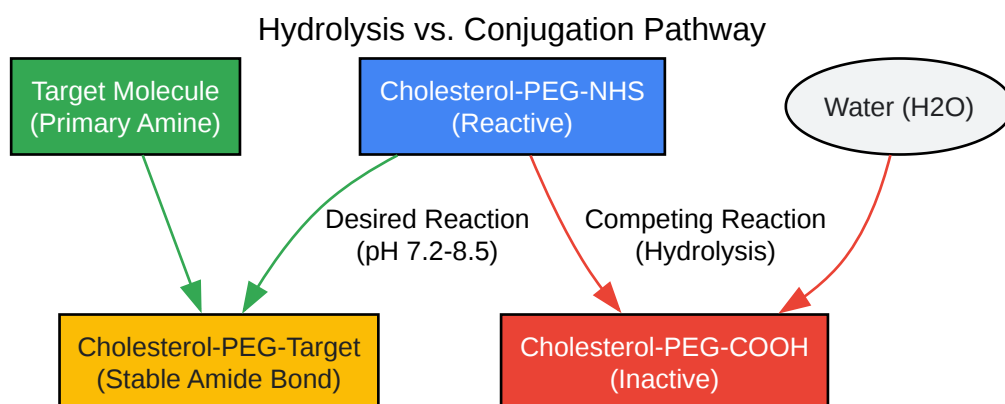 Hydrolysis vs. Conjugation Pathway
Target Molecule
(Primary Amine)
Cholesterol-PEG-NHS
(Reactive)
Water (H2O)
Desired Reaction
(pH 7.2-8.5)
Competing Reaction
(Hydrolysis)
Cholesterol-PEG-Target
(Stable Amide Bond)
Cholesterol-PEG-COOH
(Inactive)